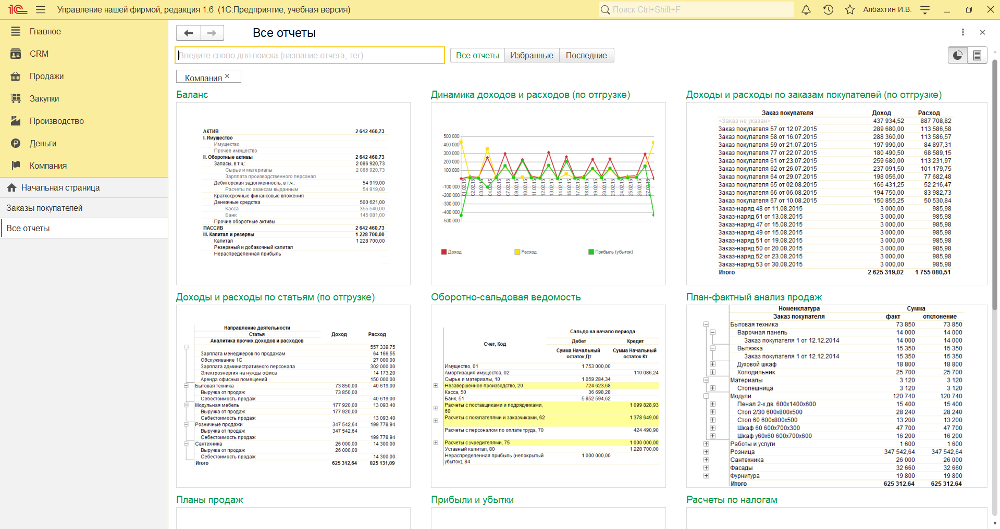 1С Управление нашей фирмой, редакция 1.6 (1С:Предприятие, учебная версия) Поиск Ctrl+Shift+F Албахтин И.В.
Главное
CRM
Продажи
Закупки
Производство
Деньги
Компания
Начальная страница
Заказы покупателей
Все отчеты
Все отчеты
Введите слово для поиска (название отчета, тег) Все отчеты Избранные Последние
Компания ×
Баланс
АКТИВ 2 642 460,73
I. Имущество
Имущество
Прочее имущество
II. Оборотные активы 2 642 460,73
Запасы, в т.ч.: 2 086 920,73
Сырье и материалы 2 086 920,73
Зарплата производственного персонал
Дебиторская задолженность, в т.ч.: 54 919,00
Расчеты по авансам выданным 54 919,00
Краткосрочные финансовые вложения
Денежные средства 500 621,00
Касса 355 540,00
Банк 145 081,00
Прочие оборотные активы
ПАССИВ 2 642 460,73
III. Капитал и резервы 1 228 700,00
Капитал 1 228 700,00
Резервный и добавочный капитал
Нераспределенная прибыль
Динамика доходов и расходов (по отгрузке)
500 000
400 000
300 000
200 000
100 000
-100 000
-200 000
-300 000
-400 000
-500 000
01.02.15 02.02.15 03.02.15 04.02.15 06.02.15 07.02.15 09.02.15 10.02.15 11.02.15 13.02.15 14.02.15 16.02.15 17.02.15 18.02.15 19.02.15 20.02.15 23.02.15 24.02.15 25.02.15 26.02.15 27.02.15
Доход Расход Прибыль (убыток)
Доходы и расходы по заказам покупателей (по отгрузке)
Заказ покупателя Доход Расход
<Заказ не указан> 437 934,52 887 708,82
Заказ покупателя 57 от 12.07.2015 289 680,00 113 586,58
Заказ покупателя 58 от 16.07.2015 288 360,00 113 586,57
Заказ покупателя 59 от 21.07.2015 197 990,00 84 897,31
Заказ покупателя 77 от 22.07.2015 180 490,50 68 589,15
Заказ покупателя 61 от 23.07.2015 259 680,00 113 231,97
Заказ покупателя 62 от 26.07.2015 237 091,50 101 179,75
Заказ покупателя 64 от 29.07.2015 198 056,00 77 682,48
Заказ покупателя 65 от 02.08.2015 166 431,25 52 216,47
Заказ покупателя 66 от 06.08.2015 194 750,00 83 982,73
Заказ покупателя 67 от 10.08.2015 150 855,25 50 530,84
Заказ-наряд 48 от 11.08.2015 3 000,00 985,98
Заказ-наряд 61 от 13.08.2015 3 000,00 985,98
Заказ-наряд 47 от 15.08.2015 3 000,00 985,98
Заказ-наряд 49 от 15.08.2015 3 000,00 985,98
Заказ-наряд 51 от 19.08.2015 3 000,00 985,98
Заказ-наряд 50 от 20.08.2015 3 000,00 985,98
Заказ-наряд 52 от 23.08.2015 3 000,00 985,98
Заказ-наряд 53 от 30.08.2015 3 000,00 985,98
Итого 2 625 319,02 1 755 080,51
Доходы и расходы по статьям (по отгрузке)
Направление деятельности
Статья Доход Расход
Аналитика прочих доходов и расходов
557 339,75
Зарплата менеджеров по продажам 64 166,55
Обслуживание 1С 27 000,00
Зарплата административного персонала 302 000,00
Электроэнергия на нужды офиса 14 173,20
Аренда офисных помещений 150 000,00
Бытовая техника 73 850,00 40 619,00
Выручка от продаж 73 850,00
Себестоимость продаж 40 619,00
Модульная мебель 177 920,00 13 093,40
Выручка от продаж 177 920,00
Себестоимость продаж 13 093,40
Розничные продажи 347 542,64 199 778,94
Выручка от продаж 347 542,64
Себестоимость продаж 199 778,94
Сантехника 26 000,00 14 300,00
Выручка от продаж 26 000,00
Себестоимость продаж 14 300,00
Итого 625 312,64 825 131,09
Оборотно-сальдовая ведомость
Сальдо на начало периода
Счет, Код Дебет Кредит
Сумма Начальный остаток Дт Сумма Начальный остаток Кт
Имущество, 01 1 753 000,00
Амортизация имущества, 02 110 086,24
Сырье и материалы, 10 1 059 284,34
Незавершенное производство, 20 724 623,68
Касса, 50 36 698,28
Банк, 51 5 852 594,62
Расчеты с поставщиками и подрядчиками, 1 099 828,93
60
Расчеты с покупателями и заказчиками, 62 1 378 649,00
Расчеты с персоналом по оплате труда, 70 424 490,90
Расчеты с учредителями, 75 1 000 000,00
Уставный капитал, 80 1 228 700,00
Нераспределенная прибыль (непокрытый 1 000 000,00
убыток), 84
План-фактный анализ продаж
Номенклатура Сумма
Заказ покупателя факт отклонение
Бытовая техника 73 850 73 850
Варочная панель 14 000 14 000
Заказ покупателя 1 от 12.12.2014 14 000 14 000
Вытяжка 15 350 15 350
Заказ покупателя 1 от 12.12.2014 15 350 15 350
Духовой шкаф 18 800 18 800
Холодильник 25 700 25 700
Материалы 3 120 3 120
Столешница 3 120 3 120
Модули 120 740 120 740
Пенал 2-х дв. 600х1400х600 15 400 15 400
Стол 2/30 600х800х500 28 240 28 240
Стол 60 600х800х500 13 200 13 200
Шкаф 60 600х700х300 47 700 47 700
Шкаф у60х60 600х700х600 16 200 16 200
Работы и услуги 1 600 1 600
Розница 347 542,64 347 542,64
Сантехника 26 000 26 000
Фасады 32 660 32 660
Фурнитура 19 800 19 800
Итого 625 312.64 625 312.64
Планы продаж
Прибыли и убытки
Расчеты по налогам